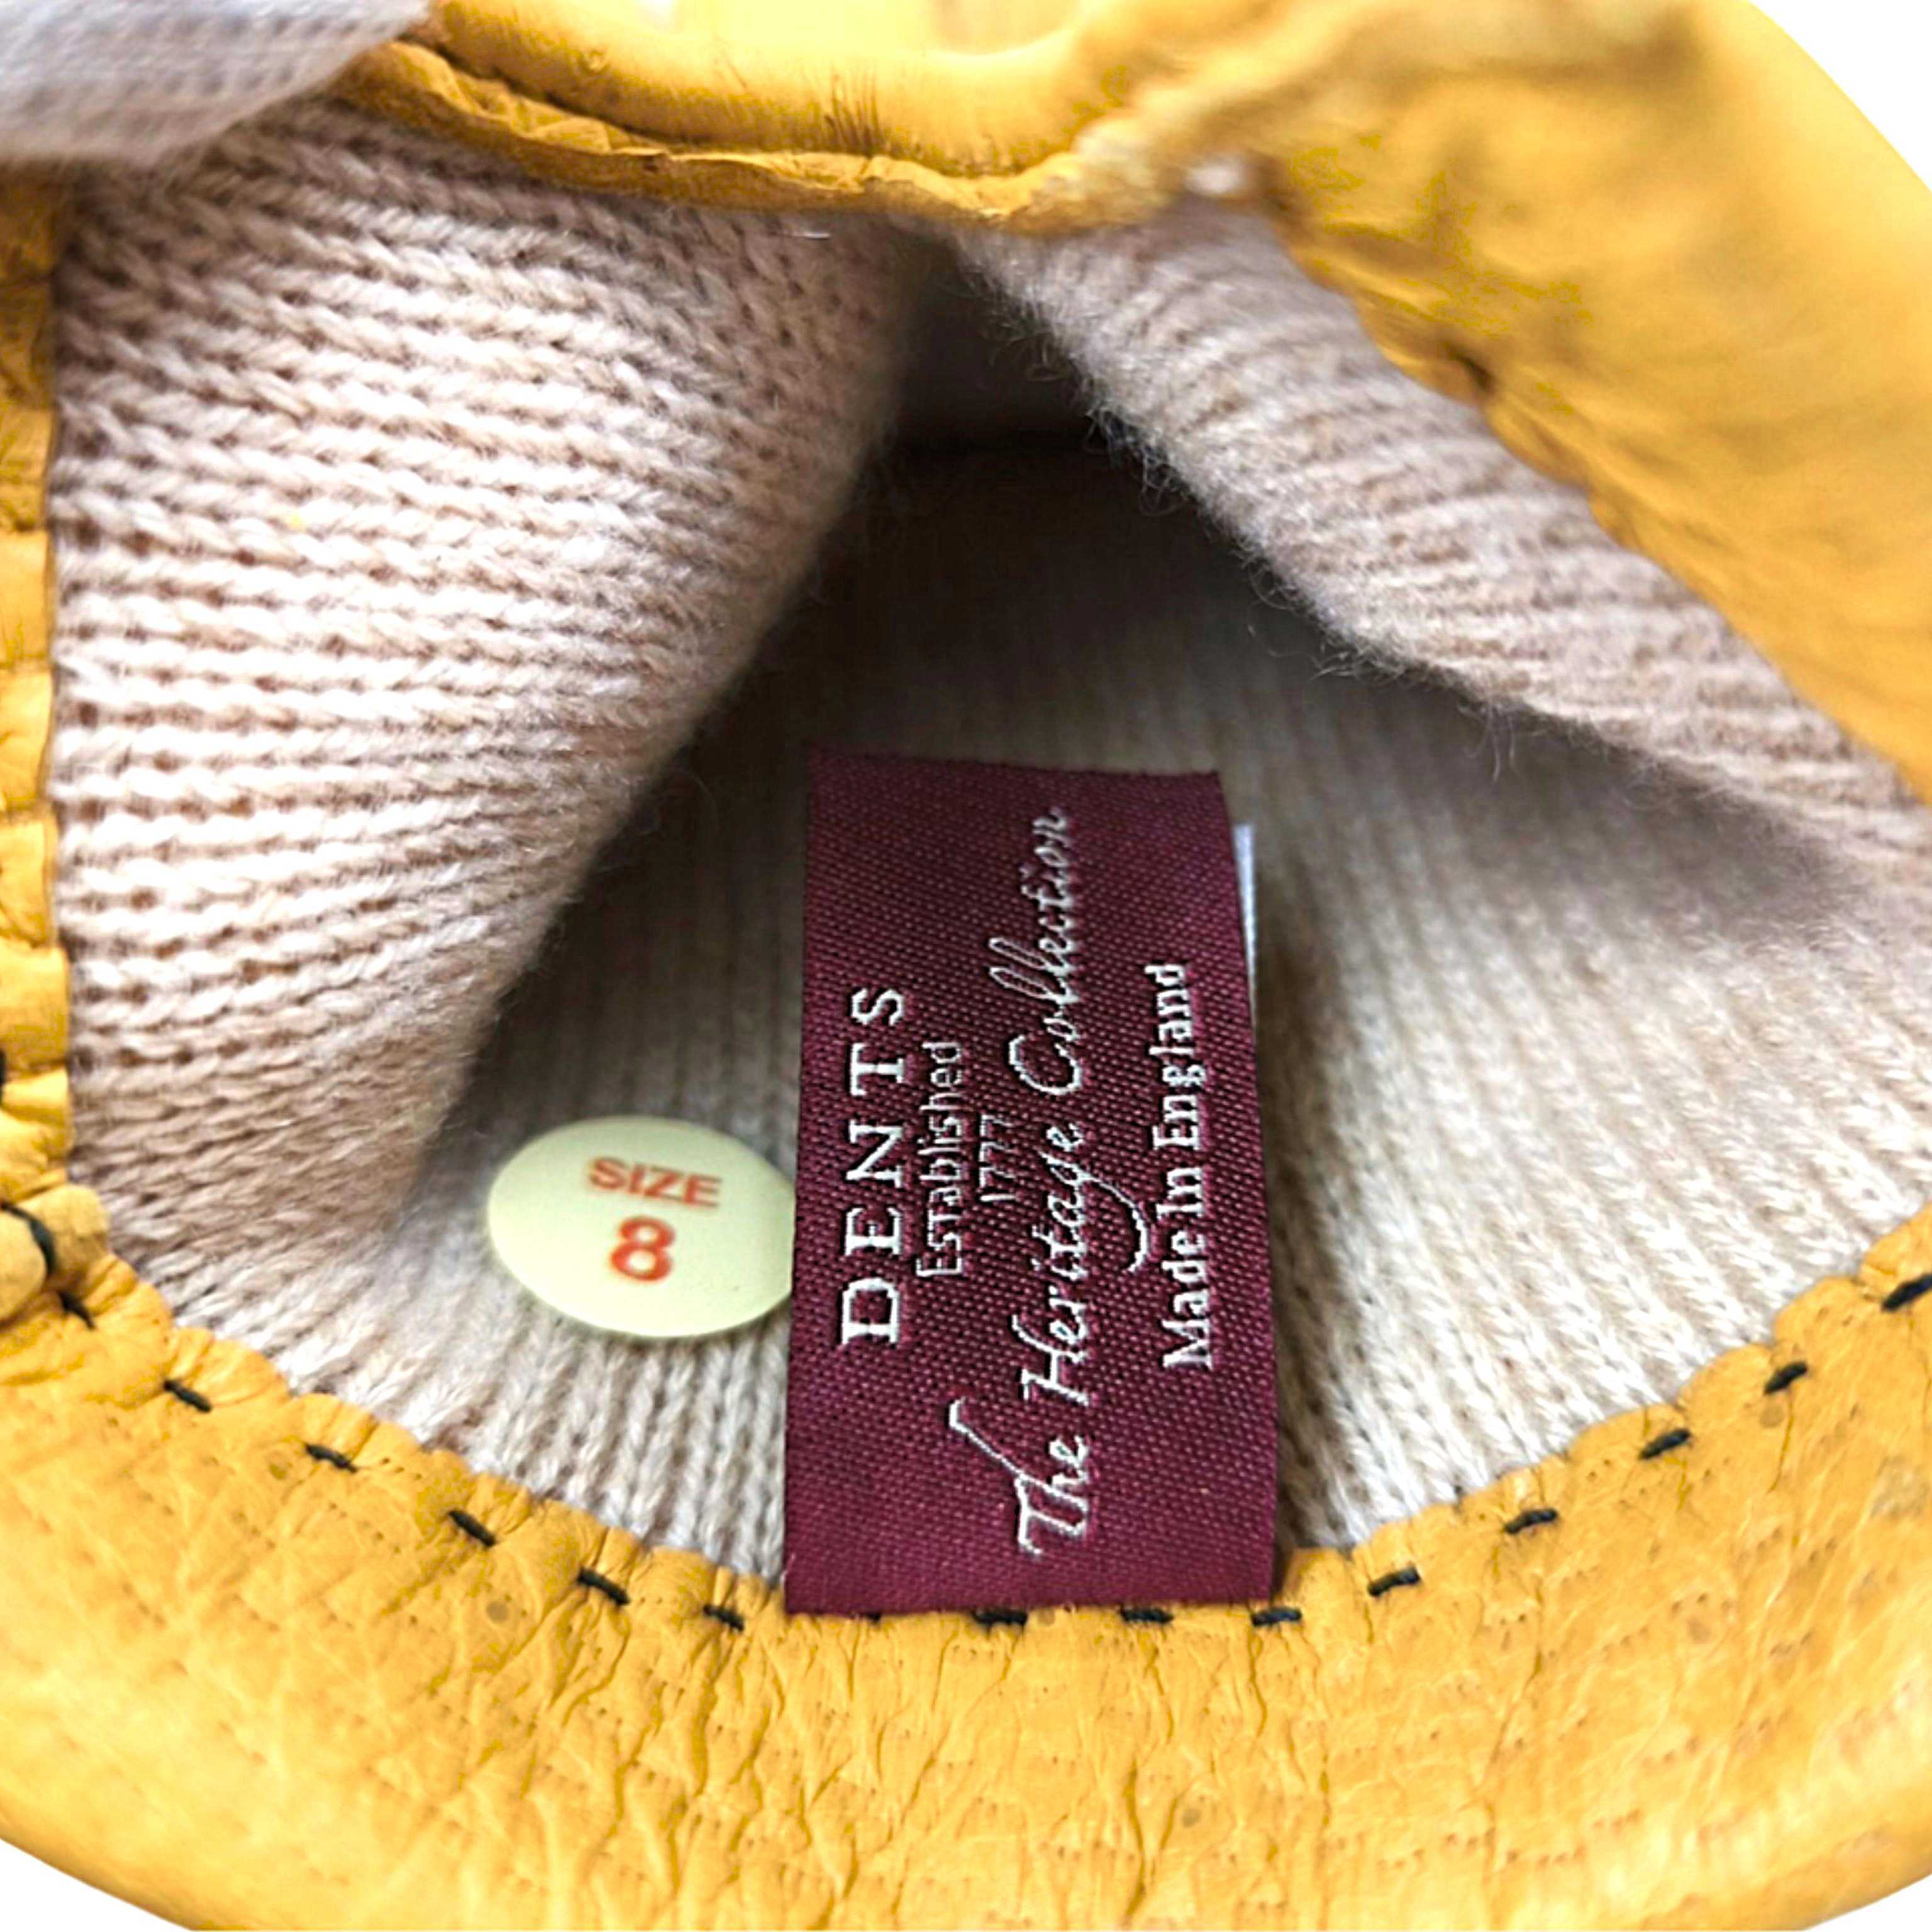 SIZE
8
DENTS
Established
1777
The Heritage Collection
Made in England